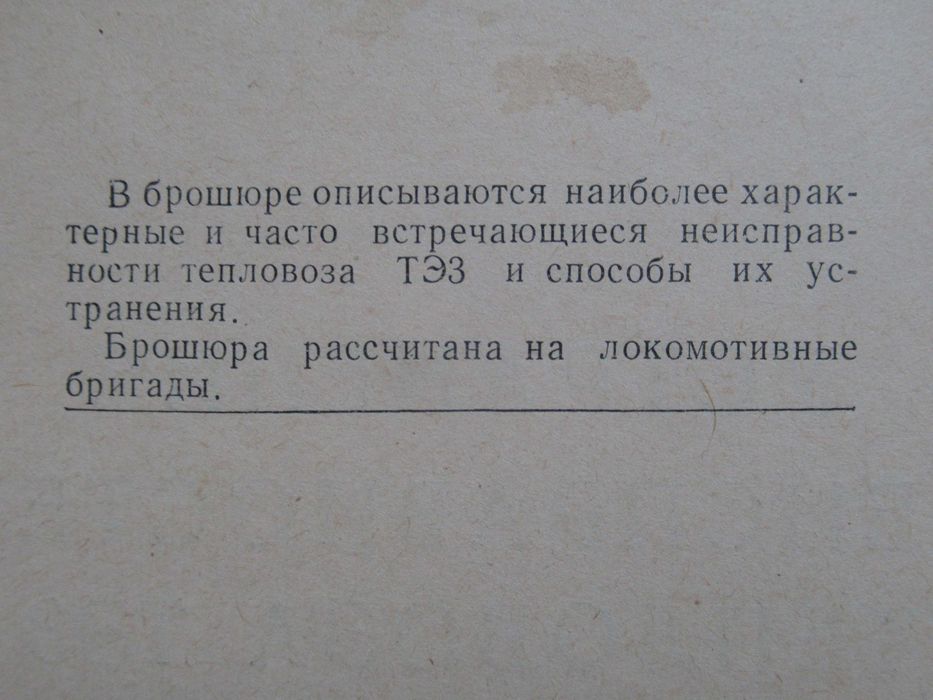 В брошюре описываются наиболее харак-
терные и часто встречающиеся неисправ-
ности тепловоза ТЭ3 и способы их ус-
транения.
Брошюра рассчитана на локомотивные
бригады.